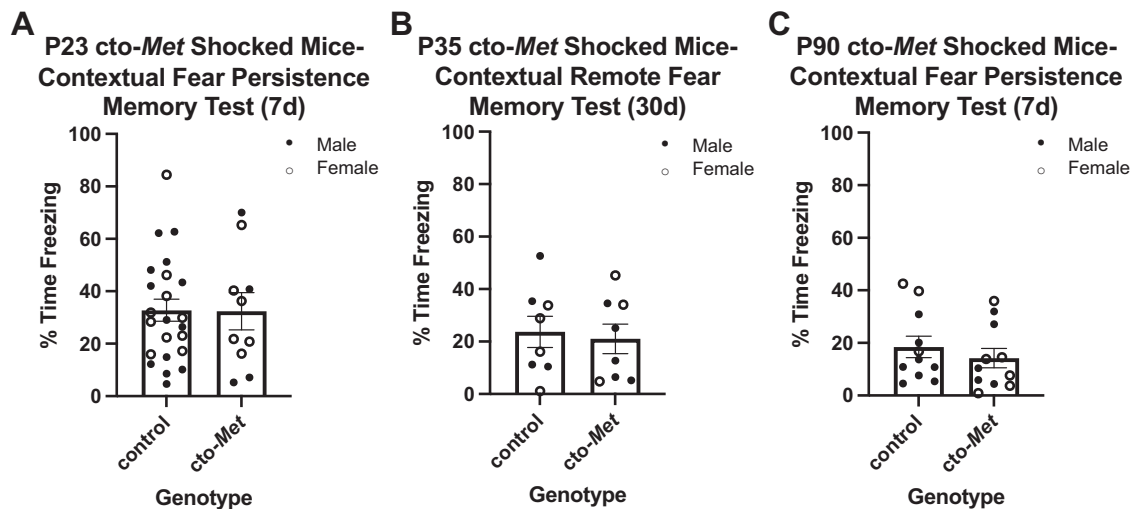 A
P23 cto-Met Shocked Mice-
Contextual Fear Persistence
Memory Test (7d)
Male
Female
% Time Freezing
100
80
60
40
20
0
control
cto-Met
Genotype
B
P35 cto-Met Shocked Mice-
Contextual Remote Fear
Memory Test (30d)
Male
Female
% Time Freezing
100
80
60
40
20
0
control
cto-Met
Genotype
C
P90 cto-Met Shocked Mice-
Contextual Fear Persistence
Memory Test (7d)
Male
Female
% Time Freezing
100
80
60
40
20
0
control
cto-Met
Genotype